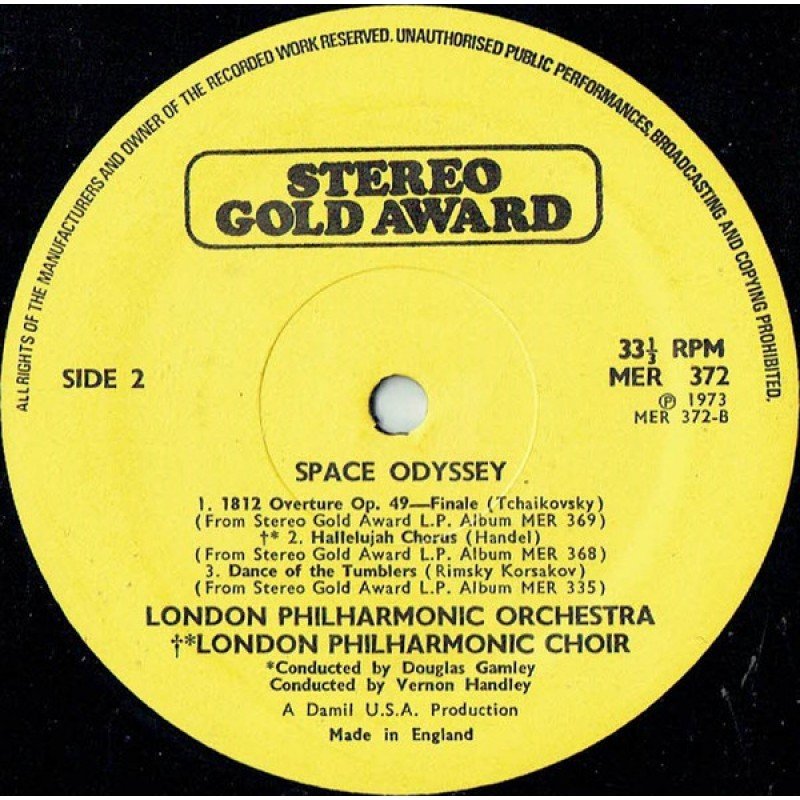 ALL RIGHTS OF THE MANUFACTURERS AND OWNER OF THE RECORDED WORK RESERVED. UNAUTHORISED PUBLIC PERFORMANCES, BROADCASTING AND COPYING PROHIBITED.
STEREO
GOLD AWARD
SIDE 2
33⅓ RPM
MER 372
℗ 1973
MER 372-B
SPACE ODYSSEY
1. 1812 Overture Op. 49—Finale (Tchaikovsky)
(From Stereo Gold Award L.P. Album MER 369)
†* 2. Hallelujah Chorus (Handel)
(From Stereo Gold Award L.P. Album MER 368)
3. Dance of the Tumblers (Rimsky Korsakov)
(From Stereo Gold Award L.P. Album MER 335)
LONDON PHILHARMONIC ORCHESTRA
†*LONDON PHILHARMONIC CHOIR
*Conducted by Douglas Gamley
Conducted by Vernon Handley
A Damil U.S.A. Production
Made in England